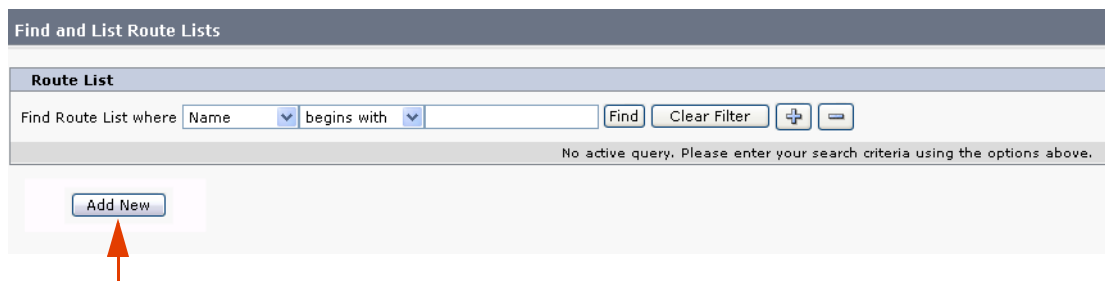 Find and List Route Lists
Route List
Find Route List where Name begins with Find Clear Filter
No active query. Please enter your search criteria using the options above.
Add New